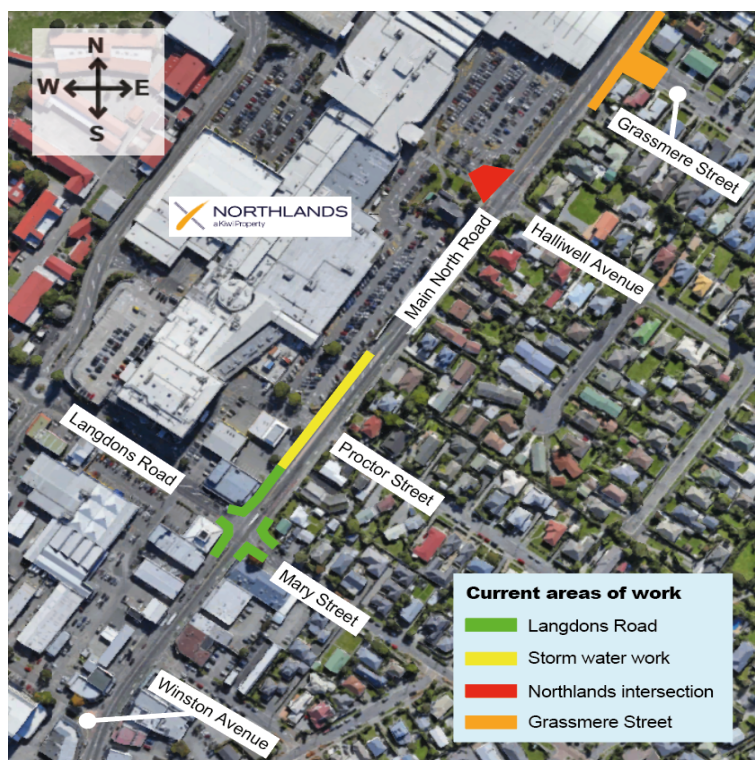 N
W E
S
NORTHLANDS
a Kiwi Property
Grassmere Street
Halliwell Avenue
Main North Road
Langdons Road
Proctor Street
Mary Street
Winston Avenue
Current areas of work
Langdons Road
Storm water work
Northlands intersection
Grassmere Street